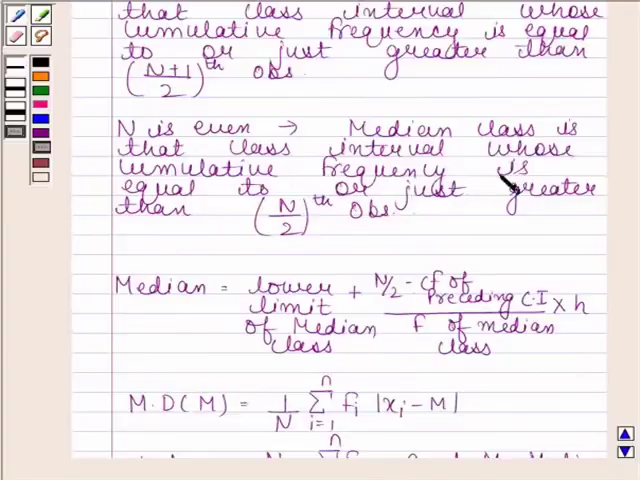 that class interval whose
cumulative frequency is equal
to or just greater than
(N+1/2)th obs.
N is even → Median class is
that class interval whose
cumulative frequency is
equal to or just greater
than (N/2)th obs.
Median = lower limit of Median class + (N/2 - cf of Preceding C.I / f of median class) × h
M.D(M) = 1/N n∑i=1 fi |xi - M|
n